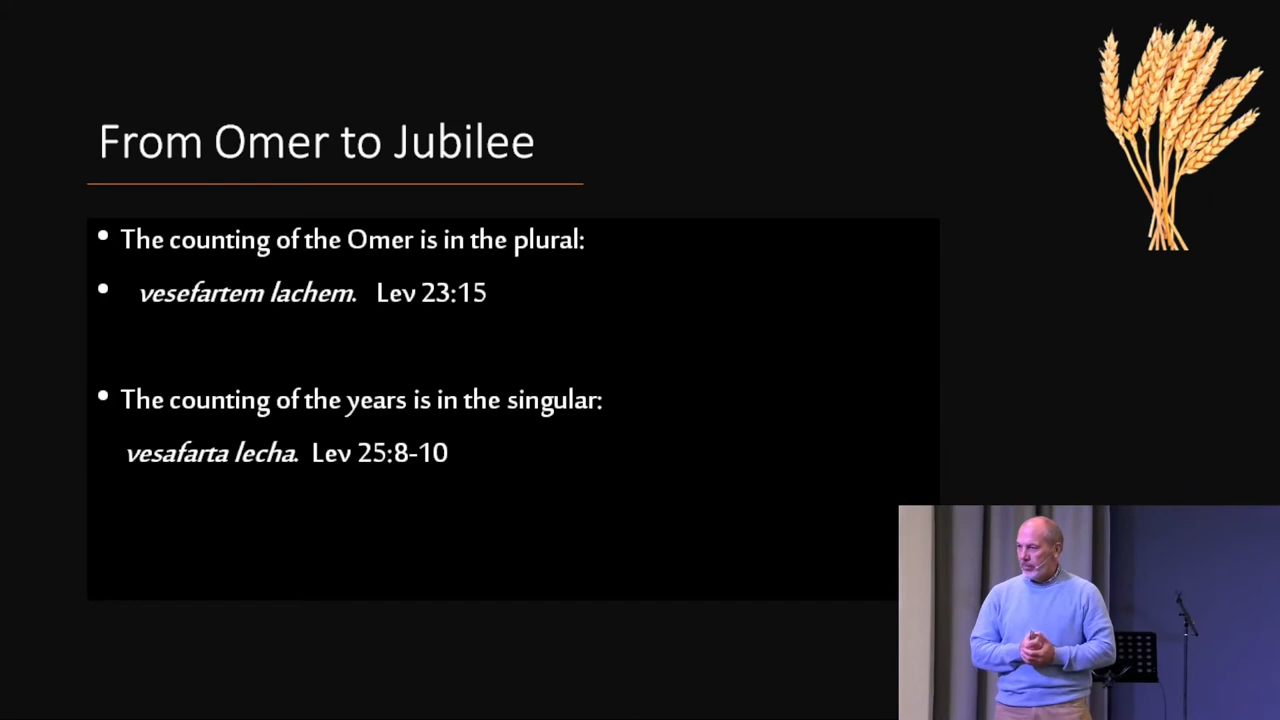 From Omer to Jubilee
• The counting of the Omer is in the plural:
• vesefartem lachem. Lev 23:15
• The counting of the years is in the singular:
vesafarta lecha. Lev 25:8-10